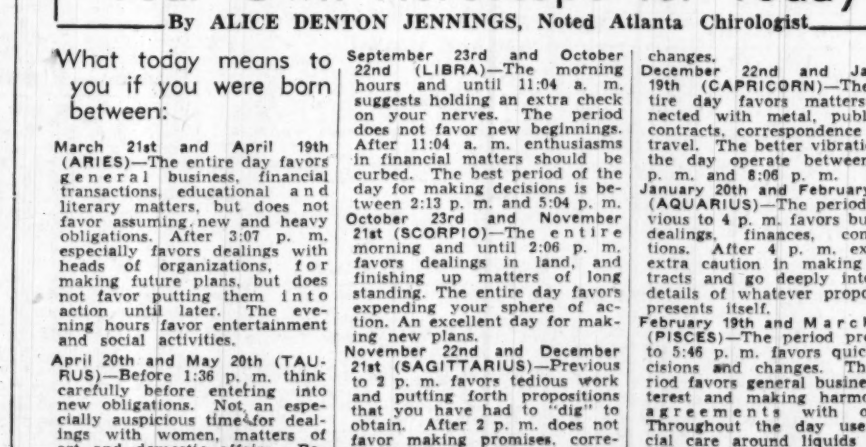 By ALICE DENTON JENNINGS, Noted Atlanta Chirologist
What today means to
you if you were born
between:
March 21st and April 19th
(ARIES)—The entire day favors
general business, financial
transactions, educational and
literary matters, but does not
favor assuming new and heavy
obligations. After 3:07 p. m.
especially favors dealings with
heads of organizations, for
making future plans, but does
not favor putting them into
action until later. The eve-
ning hours favor entertainment
and social activities.
April 20th and May 20th (TAU-
RUS)—Before 1:36 p. m. think
carefully before entering into
new obligations. Not an espe-
cially auspicious time for deal-
ings with women, matters of
September 23rd and October
22nd (LIBRA)—The morning
hours and until 11:04 a. m.
suggests holding an extra check
on your nerves. The period
does not favor new beginnings.
After 11:04 a. m. enthusiasms
in financial matters should be
curbed. The best period of the
day for making decisions is be-
tween 2:13 p. m. and 5:04 p. m.
October 23rd and November
21st (SCORPIO)—The entire
morning and until 2:06 p. m.
favors dealings in land, and
finishing up matters of long
standing. The entire day favors
expending your sphere of ac-
tion. An excellent day for mak-
ing new plans.
November 22nd and December
21st (SAGITTARIUS)—Previous
to 2 p. m. favors tedious work
and putting forth propositions
that you have had to "dig" to
obtain. After 2 p. m. does not
favor making promises, corre-
changes.
December 22nd and Ja
19th (CAPRICORN)—The
tire day favors matters
nected with metal, publ
contracts, correspondence
travel. The better vibrati
the day operate between
p. m. and 8:06 p. m.
January 20th and Februar
(AQUARIUS)—The period
vious to 4 p. m. favors bu
dealings, finances, con
tions. After 4 p. m. ex
extra caution in making
tracts and go deeply into
details of whatever propo
presents itself.
February 19th and March
(PISCES)—The period pre
to 5:46 p. m. favors quic
cisions and changes. Th
riod favors general busine
terest and making harmo
agreements with
Throughout the day use
cial care around liquids